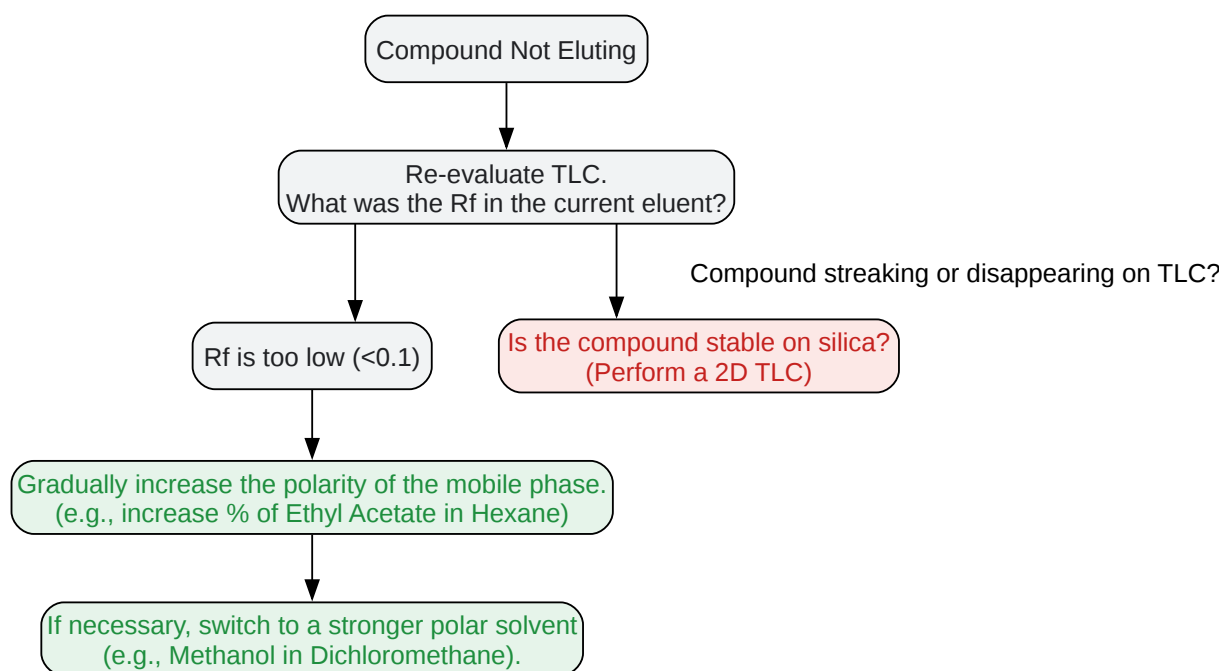 Compound Not Eluting
Re-evaluate TLC.
What was the Rf in the current eluent?
Compound streaking or disappearing on TLC?
Rf is too low (<0.1)
Is the compound stable on silica?
(Perform a 2D TLC)
Gradually increase the polarity of the mobile phase.
(e.g., increase % of Ethyl Acetate in Hexane)
If necessary, switch to a stronger polar solvent
(e.g., Methanol in Dichloromethane).